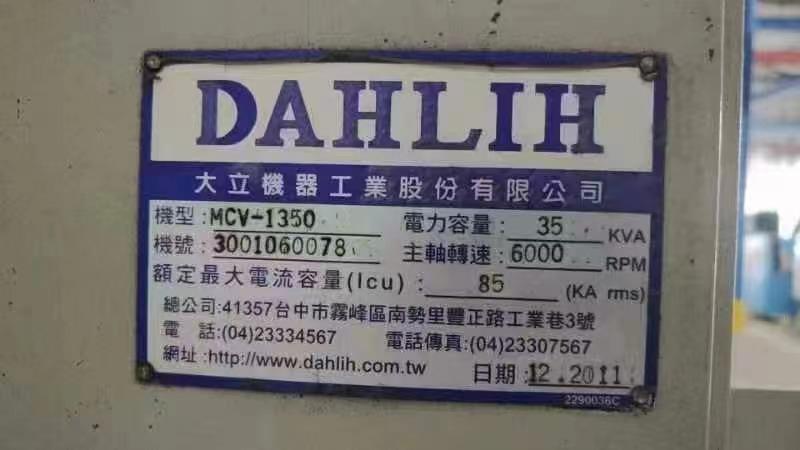 DAHLIH
大立機器工業股份有限公司
機型:MCV-1350 電力容量: 35 KVA
機號:3001060078 主軸轉速:6000 RPM
額定最大電流容量(Icu): 85 (KA rms)
總公司:41357台中市霧峰區南勢里豐正路工業巷3號
電 話:(04)23334567 電話傳真:(04)23307567
網址:http://www.dahlih.com.tw 日期:12.2011
2290036C